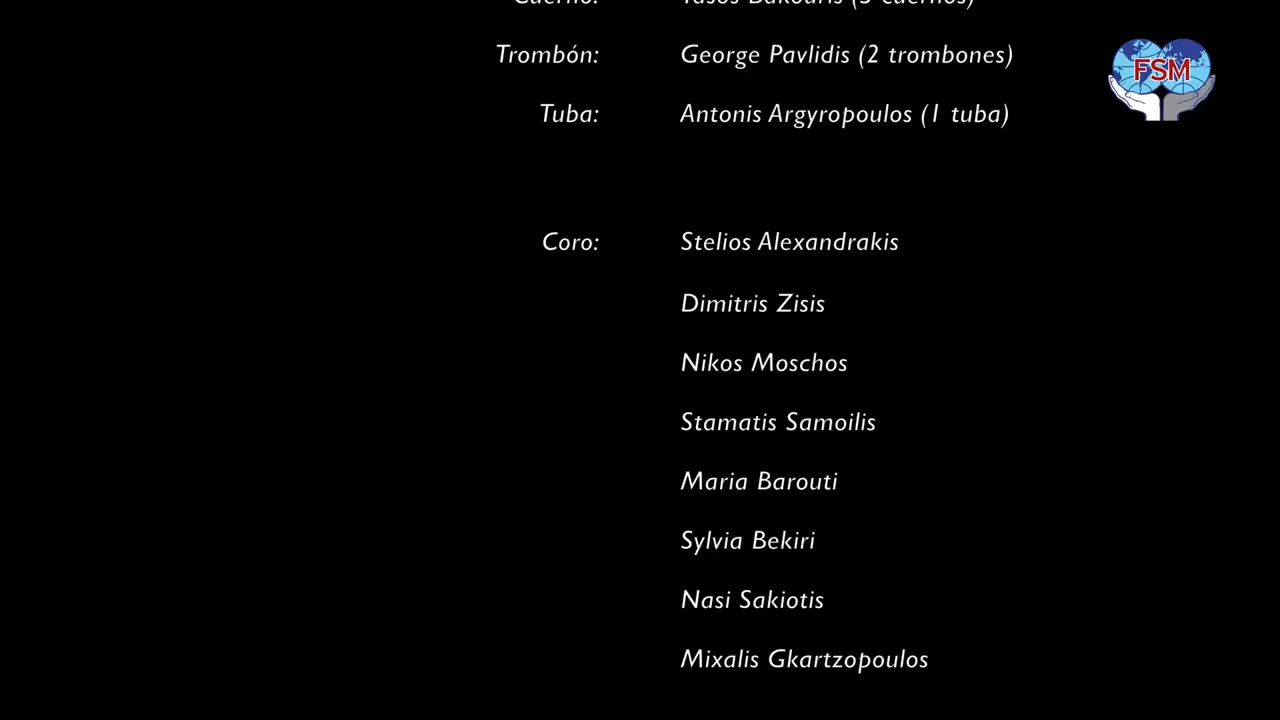 Trombón: George Pavlidis (2 trombones)
Tuba: Antonis Argyropoulos (1 tuba)
Coro: Stelios Alexandrakis
Dimitris Zisis
Nikos Moschos
Stamatis Samoilis
Maria Barouti
Sylvia Bekiri
Nasi Sakiotis
Mixalis Gkartzopoulos
FSM